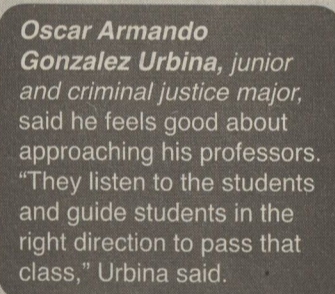 Oscar Armando
Gonzalez Urbina, junior
and criminal justice major,
said he feels good about
approaching his professors.
“They listen to the students
and guide students in the
right direction to pass that
class,” Urbina said.